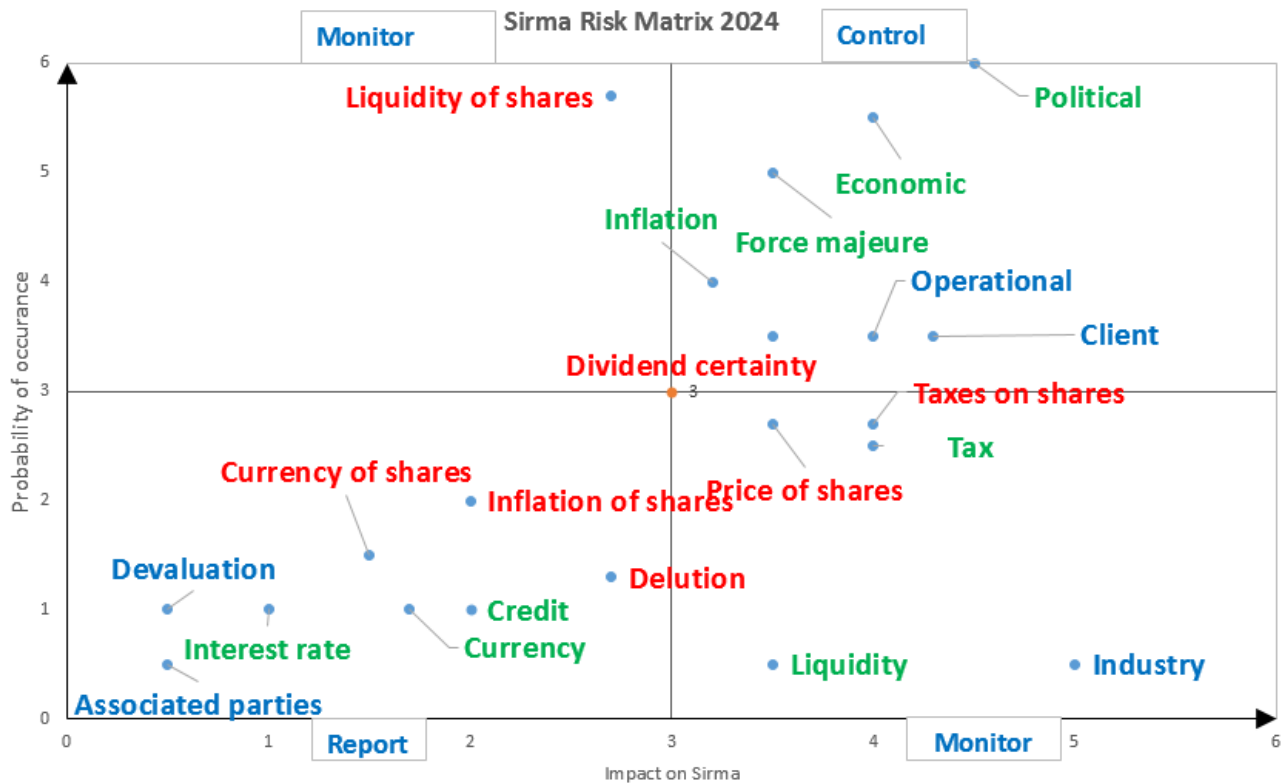 Sirma Risk Matrix 2024
Monitor
Control
6
Liquidity of shares
Political
5
Economic
Inflation
Force majeure
4
Operational
Client
Dividend certainty
3
3
Taxes on shares
Tax
Currency of shares
Price of shares
2
Inflation of shares
Devaluation
Delution
1
Credit
Interest rate
Currency
Liquidity
Industry
Associated parties
0
Probability of occurance
0
1
Report
2
3
4
Monitor
5
6
Impact on Sirma